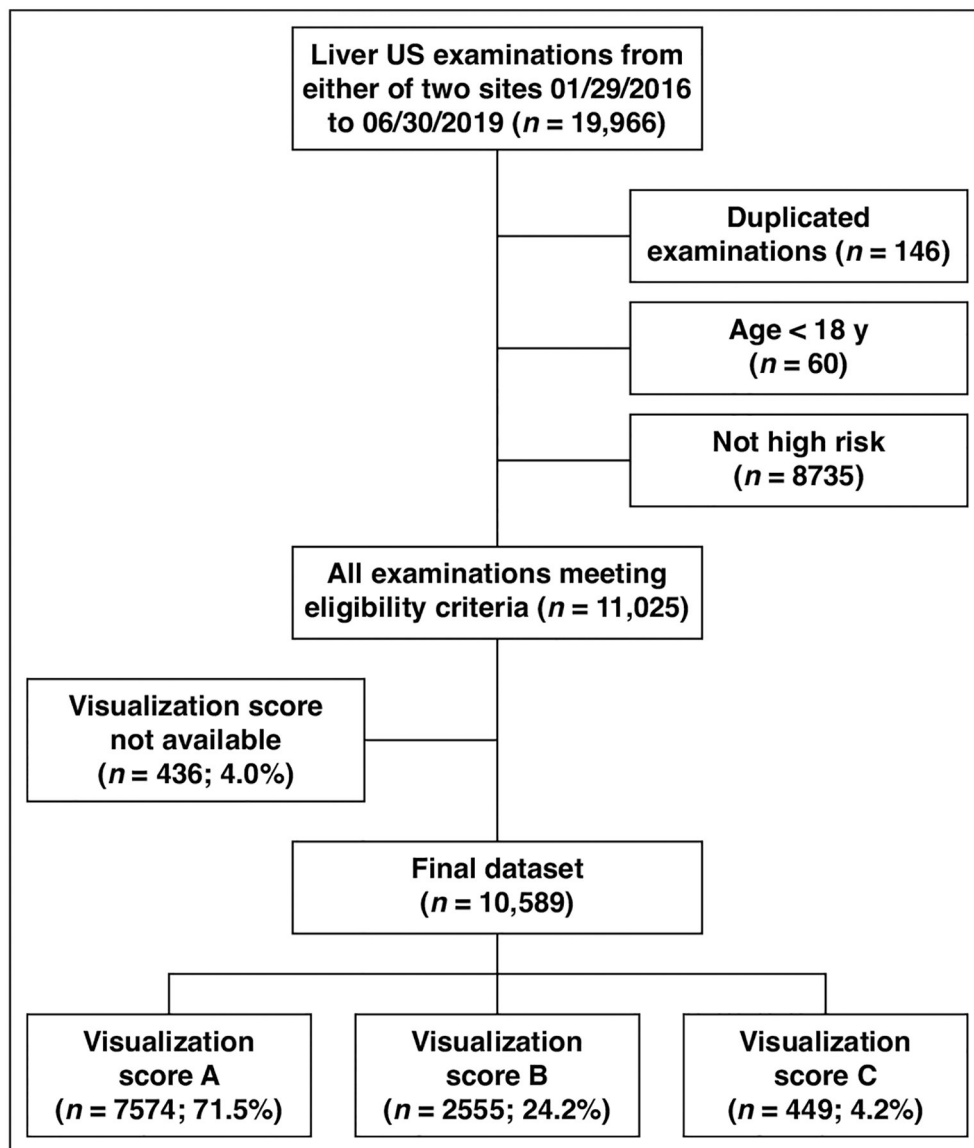 Liver US examinations from
either of two sites 01/29/2016
to 06/30/2019 (n = 19,966)
Duplicated
examinations (n = 146)
Age < 18 y
(n = 60)
Not high risk
(n = 8735)
All examinations meeting
eligibility criteria (n = 11,025)
Visualization score
not available
(n = 436; 4.0%)
Final dataset
(n = 10,589)
Visualization
score A
(n = 7574; 71.5%)
Visualization
score B
(n = 2555; 24.2%)
Visualization
score C
(n = 449; 4.2%)